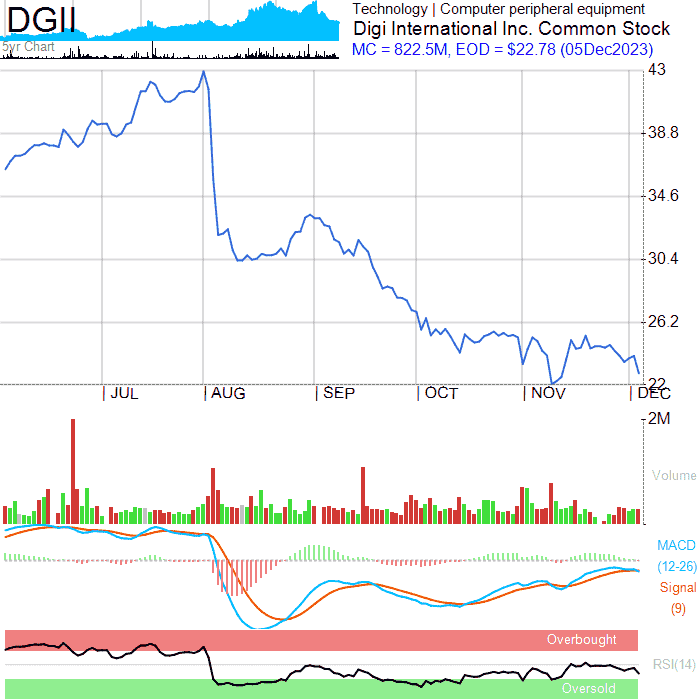 DGII
5yr Chart
Technology | Computer peripheral equipment
Digi International Inc. Common Stock
MC = 822.5M, EOD = $22.78 (05Dec2023)
43
38.8
34.6
30.4
26.2
22
| JUL | AUG | SEP | OCT | NOV | DEC
2M
Volume
MACD
(12-26)
Signal
(9)
Overbought
RSI(14)
Oversold